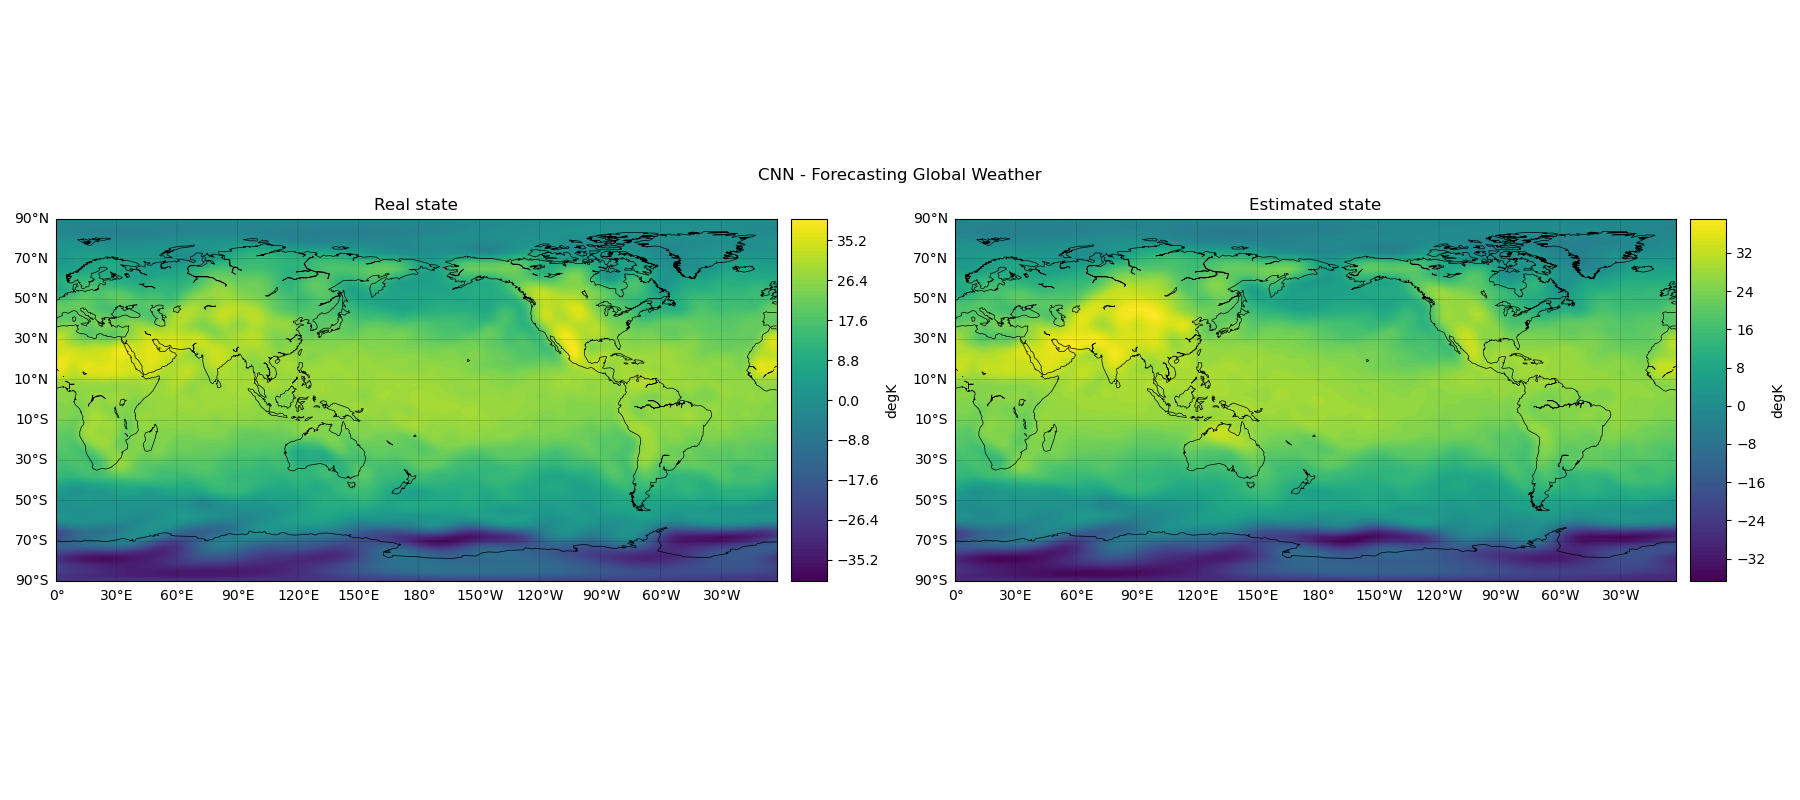 CNN - Forecasting Global Weather
Real state
90°N
70°N
50°N
30°N
10°N
10°S
30°S
50°S
70°S
90°S
0°
30°E
60°E
90°E
120°E
150°E
180°
150°W
120°W
90°W
60°W
30°W
35.2
26.4
17.6
8.8
0.0
−8.8
−17.6
−26.4
−35.2
degK
Estimated state
90°N
70°N
50°N
30°N
10°N
10°S
30°S
50°S
70°S
90°S
0°
30°E
60°E
90°E
120°E
150°E
180°
150°W
120°W
90°W
60°W
30°W
32
24
16
8
0
−8
−16
−24
−32
degK